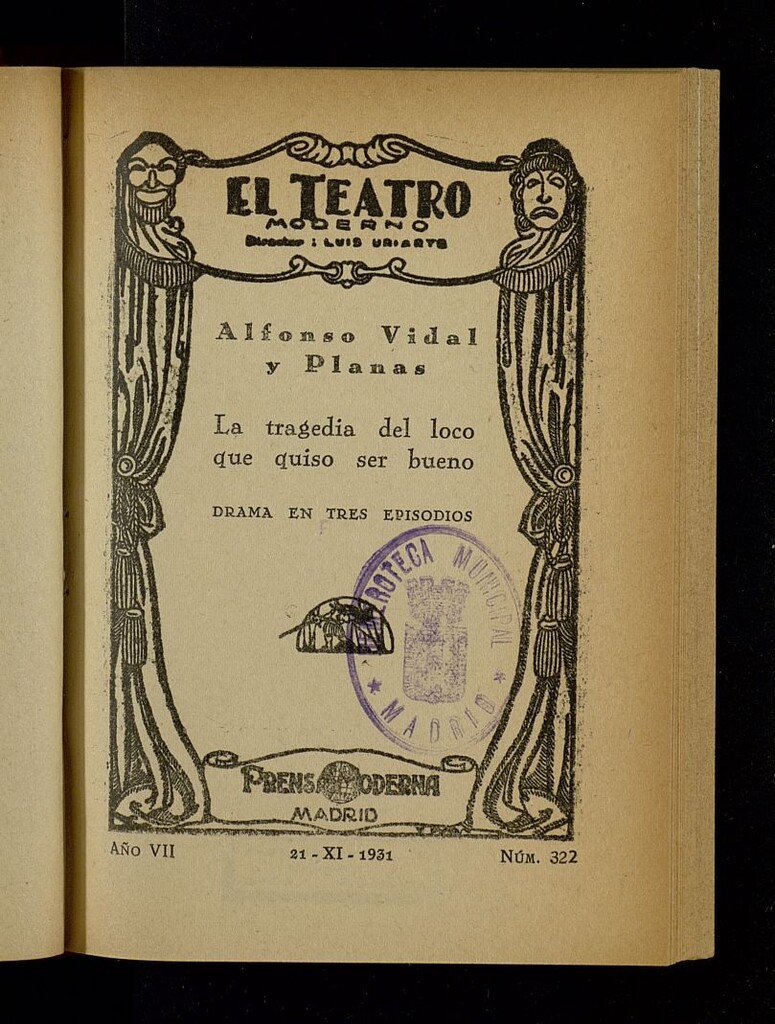 EL TEATRO
MODERNO
Director : LUIS URIARTE
Alfonso Vidal
y Planas
La tragedia del loco
que quiso ser bueno
DRAMA EN TRES EPISODIOS
HEMEROTECA MUNICIPAL
★ MADRID ★
PRENSA MODERNA
MADRID
AÑO VII
21 - XI - 1931
NÚM. 322